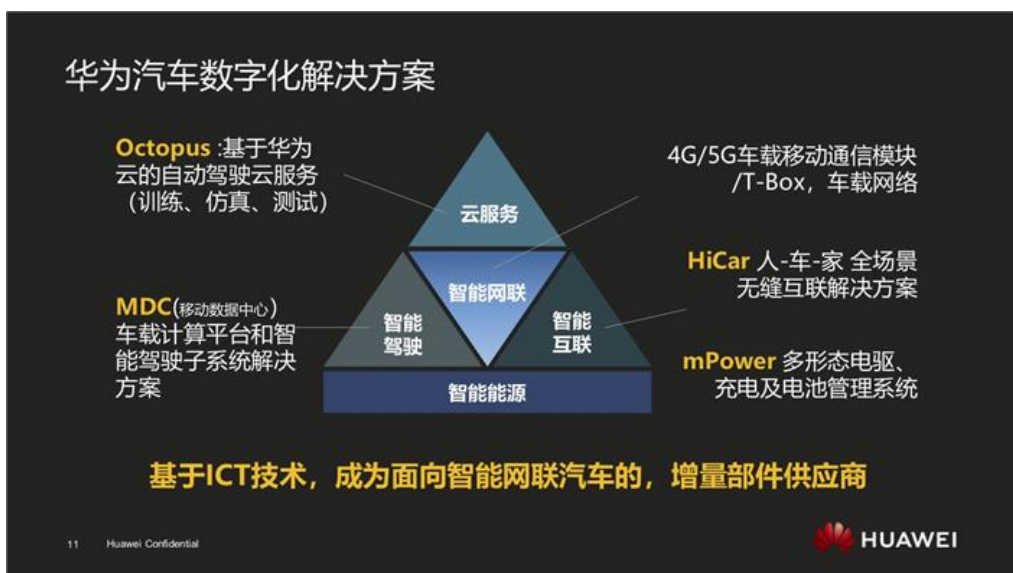 华为汽车数字化解决方案
Octopus :基于华为
云的自动驾驶云服务
（训练、仿真、测试）
MDC(移动数据中心)
车载计算平台和智
能驾驶子系统解决
方案
云服务
智能网联
智能
驾驶
智能
互联
智能能源
4G/5G车载移动通信模块
/T-Box，车载网络
HiCar 人-车-家 全场景
无缝互联解决方案
mPower 多形态电驱、
充电及电池管理系统
基于ICT技术，成为面向智能网联汽车的，增量部件供应商
11 Huawei Confidential
HUAWEI